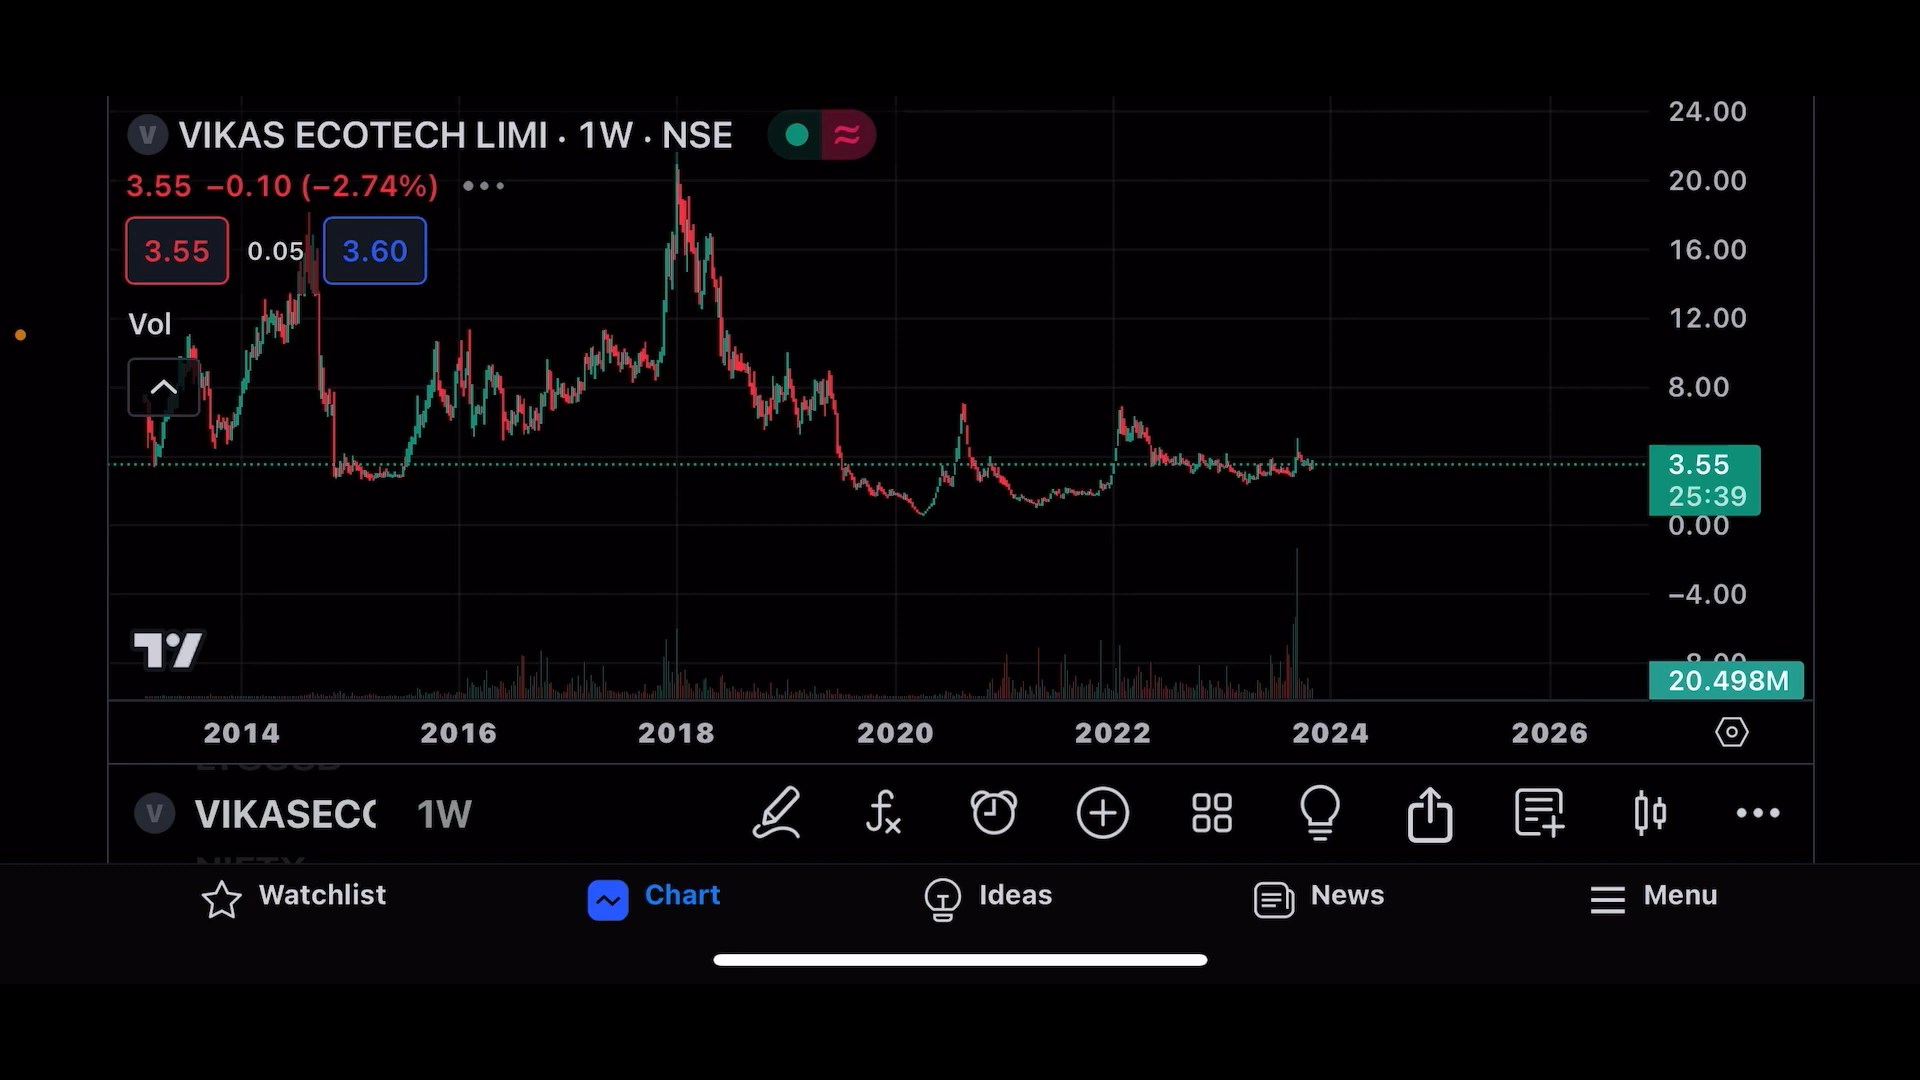 VIKAS ECOTECH LIMI · 1W · NSE
3.55 −0.10 (−2.74%)
3.55 0.05 3.60
Vol
24.00
20.00
16.00
12.00
8.00
3.55
25:39
0.00
−4.00
20.498M
2014 2016 2018 2020 2022 2024 2026
V VIKASEC 1W
Watchlist Chart Ideas News Menu